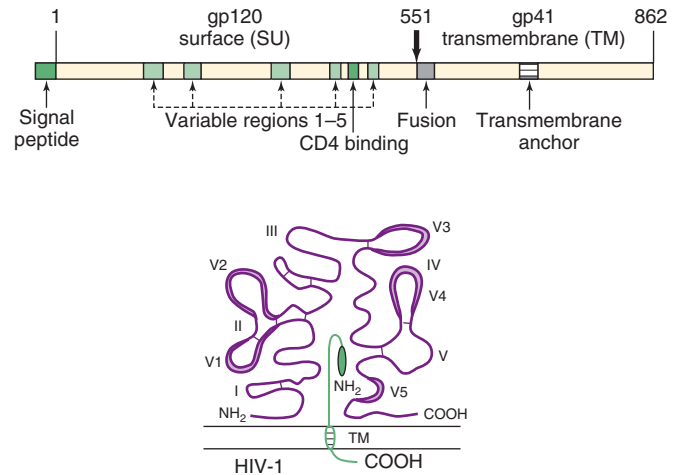 1 gp120 551 gp41 862
surface (SU) transmembrane (TM)
Signal peptide
Variable regions 1–5
CD4 binding
Fusion
Transmembrane anchor
III
V3
V2
IV
V4
II
V1
V
I
NH2
NH2
V5
COOH
TM
HIV-1
COOH